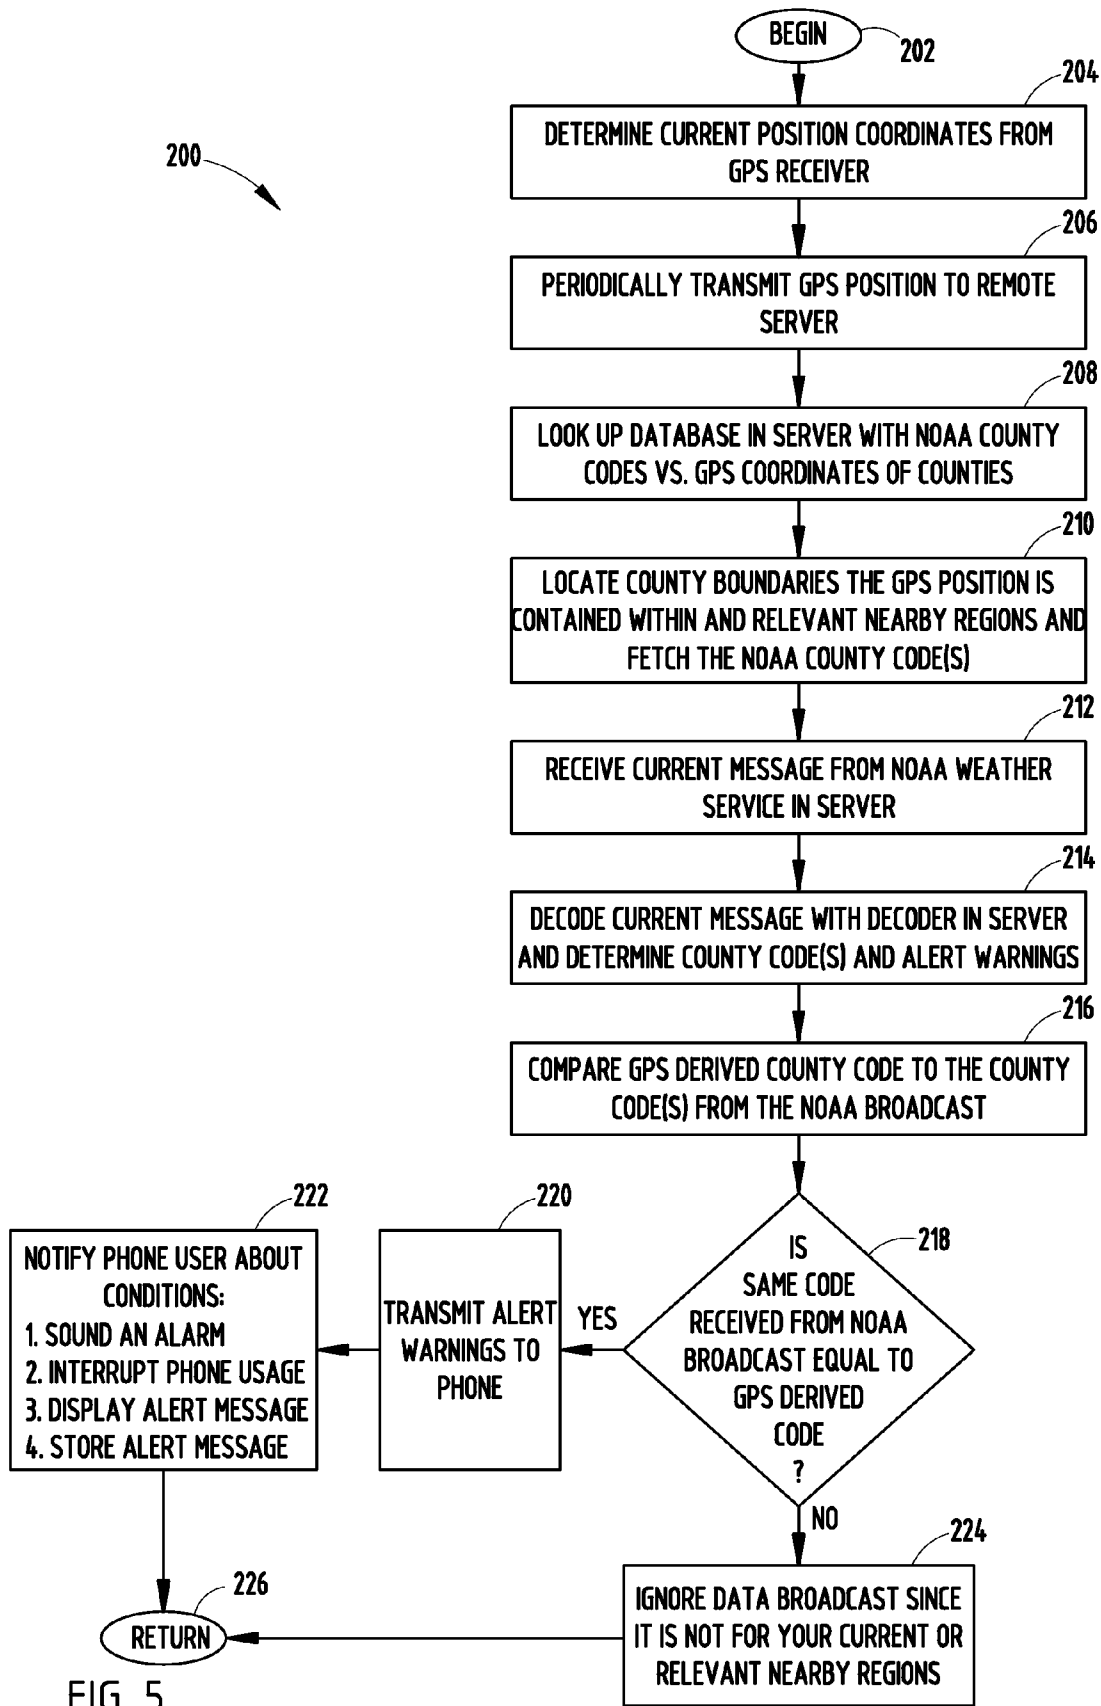 BEGIN
202
204
DETERMINE CURRENT POSITION COORDINATES FROM
GPS RECEIVER
200
206
PERIODICALLY TRANSMIT GPS POSITION TO REMOTE
SERVER
208
LOOK UP DATABASE IN SERVER WITH NOAA COUNTY
CODES VS. GPS COORDINATES OF COUNTIES
210
LOCATE COUNTY BOUNDARIES THE GPS POSITION IS
CONTAINED WITHIN AND RELEVANT NEARBY REGIONS AND
FETCH THE NOAA COUNTY CODE(S)
212
RECEIVE CURRENT MESSAGE FROM NOAA WEATHER
SERVICE IN SERVER
214
DECODE CURRENT MESSAGE WITH DECODER IN SERVER
AND DETERMINE COUNTY CODE(S) AND ALERT WARNINGS
216
COMPARE GPS DERIVED COUNTY CODE TO THE COUNTY
CODE(S) FROM THE NOAA BROADCAST
218
IS
SAME CODE
RECEIVED FROM NOAA
BROADCAST EQUAL TO
GPS DERIVED
CODE
?
YES
220
TRANSMIT ALERT
WARNINGS TO
PHONE
222
NOTIFY PHONE USER ABOUT
CONDITIONS:
1. SOUND AN ALARM
2. INTERRUPT PHONE USAGE
3. DISPLAY ALERT MESSAGE
4. STORE ALERT MESSAGE
NO
224
IGNORE DATA BROADCAST SINCE
IT IS NOT FOR YOUR CURRENT OR
RELEVANT NEARBY REGIONS
226
RETURN
FIG. 5